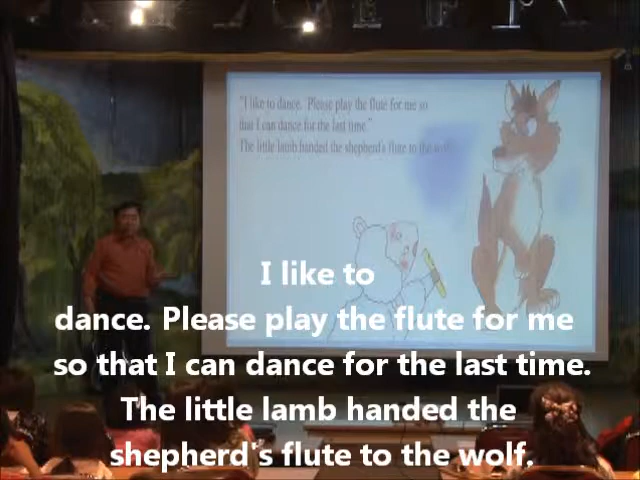 "I like to dance. Please play the flute for me so
that I can dance for the last time."
The little lamb handed the shepherd's flute to the wolf.
I like to
dance. Please play the flute for me
so that I can dance for the last time.
The little lamb handed the
shepherd's flute to the wolf.